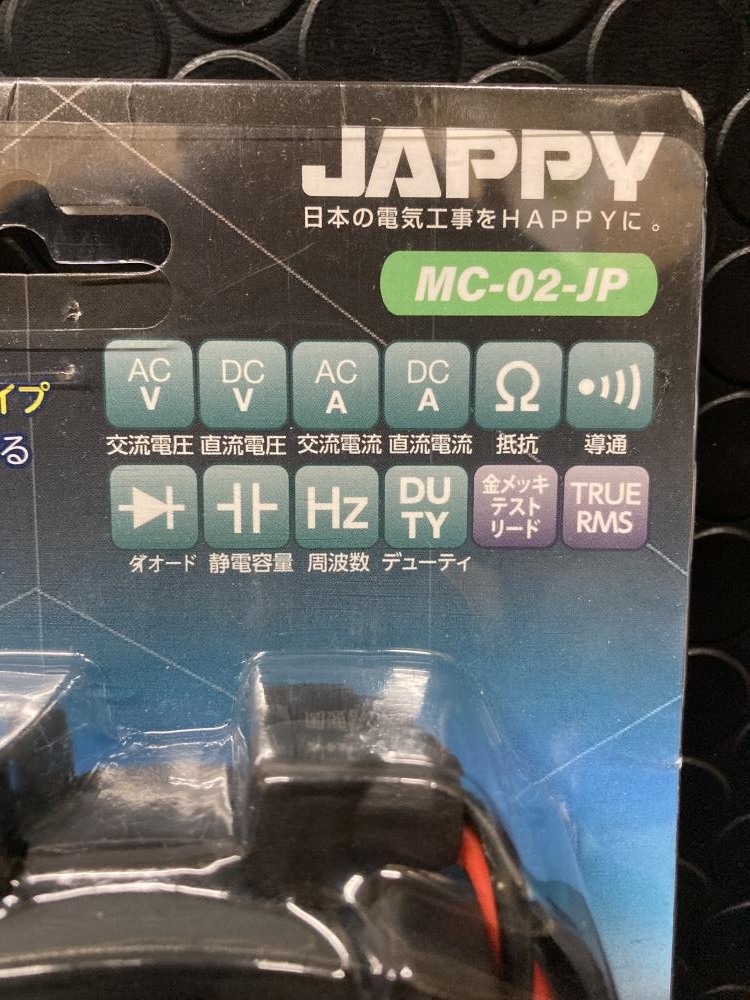 JAPPY
日本の電気工事をHAPPYに。
MC-02-JP
イプ
る
AC V
DC V
AC A
DC A
Ω
交流電圧 直流電圧 交流電流 直流電流 抵抗 導通
Hz
DU
TY
金メッキ
テスト
リード
TRUE
RMS
ダイオード 静電容量 周波数 デューティ